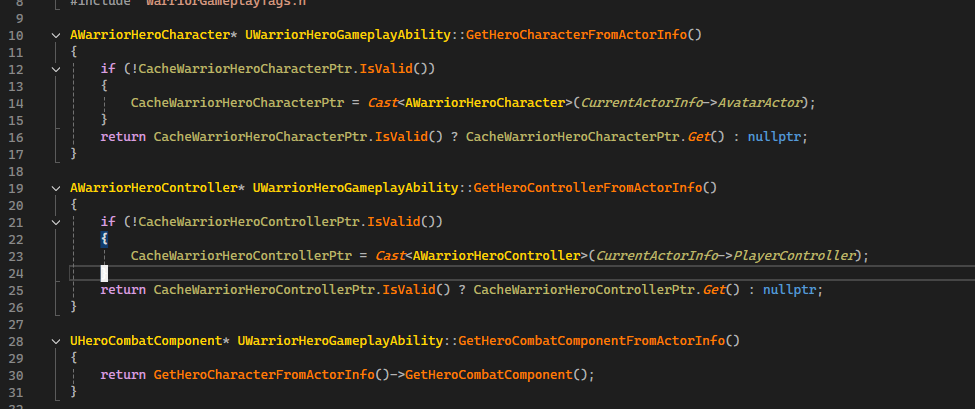 8 #include "WarriorGameplayTags.h"
9
10 AWarriorHeroCharacter* UWarriorHeroGameplayAbility::GetHeroCharacterFromActorInfo()
11 {
12 if (!CacheWarriorHeroCharacterPtr.IsValid())
13 {
14 CacheWarriorHeroCharacterPtr = Cast<AWarriorHeroCharacter>(CurrentActorInfo->AvatarActor);
15 }
16 return CacheWarriorHeroCharacterPtr.IsValid() ? CacheWarriorHeroCharacterPtr.Get() : nullptr;
17 }
18
19 AWarriorHeroController* UWarriorHeroGameplayAbility::GetHeroControllerFromActorInfo()
20 {
21 if (!CacheWarriorHeroControllerPtr.IsValid())
22 {
23 CacheWarriorHeroControllerPtr = Cast<AWarriorHeroController>(CurrentActorInfo->PlayerController);
24
25 return CacheWarriorHeroControllerPtr.IsValid() ? CacheWarriorHeroControllerPtr.Get() : nullptr;
26 }
27
28 UHeroCombatComponent* UWarriorHeroGameplayAbility::GetHeroCombatComponentFromActorInfo()
29 {
30 return GetHeroCharacterFromActorInfo()->GetHeroCombatComponent();
31 }
32